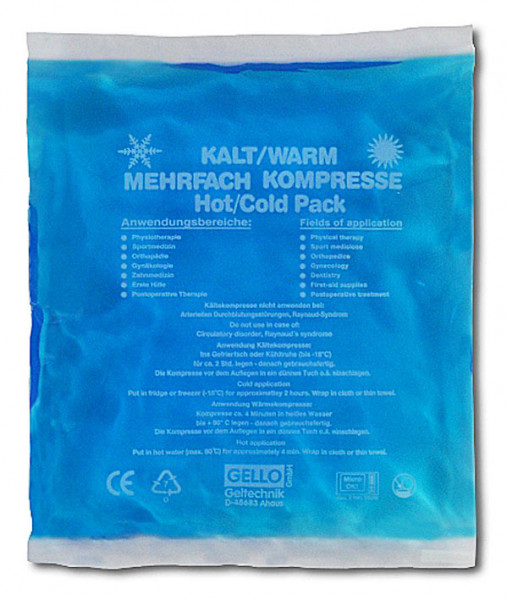 KALT/WARM
MEHRFACH KOMPRESSE
Hot/Cold Pack
Anwendungsbereiche:
Physiotherapie
Sportmedizin
Orthopädie
Gynäkologie
Zahnmedizin
Erste Hilfe
Postoperative Therapie
Fields of application
Physical therapy
Sport medicine
Orthopedics
Gynecology
Dentistry
First-aid supplies
Postoperative treatment
Kältekompresse nicht anwenden bei:
Arteriellen Durchblutungsstörungen, Raynaud-Syndrom
Do not use in case of:
Circulatory disorder, Raynaud's syndrome
Anwendung Kältekompresse:
Ins Gefrierfach oder Kühltruhe (bis -18°C)
für ca. 2 Std. legen - danach gebrauchsfertig.
Die Kompresse vor dem Auflegen in ein dünnes Tuch o.ä. einschlagen.
Cold application
Put in fridge or freezer (-18°C) for approximatley 2 hours. Wrap in cloth or thin towel.
Anwendung Wärmekompresse:
Kompresse ca. 4 Minuten in heißes Wasser
bis + 80° C legen - danach gebrauchsfertig.
Die Kompresse vor dem Auflegen in ein dünnes Tuch o.ä. einschlagen.
Hot application
Put in hot water (max. 80°C) for approximately 4 min. Wrap in cloth or thin towel.
CE
7
O
GELLO
GmbH
Geltechnik
D-48683 Ahaus
Micro
OK!